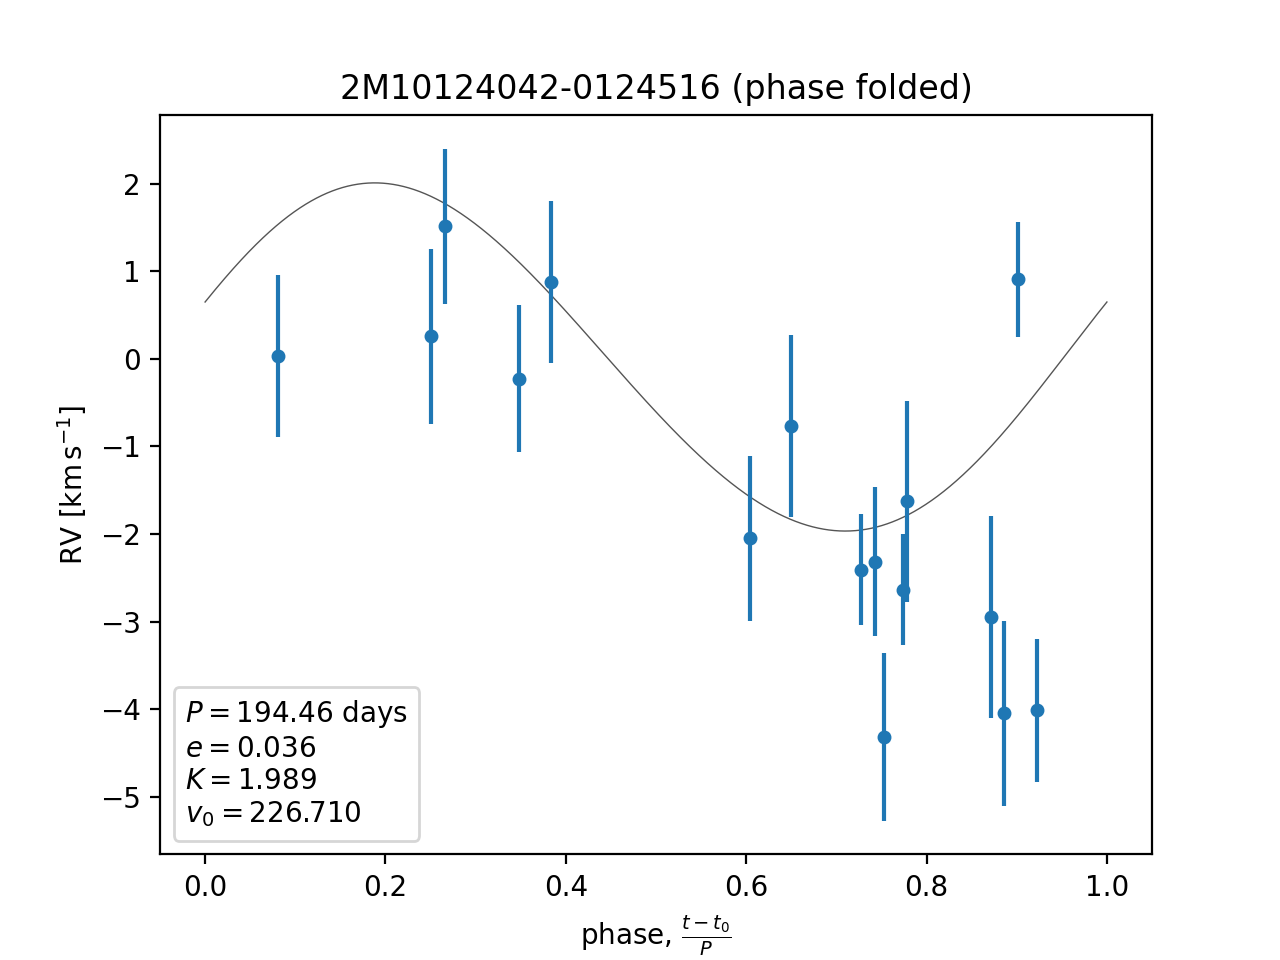 2M10124042-0124516 (phase folded)
RV [km s⁻¹]
2
1
0
−1
−2
−3
−4
−5
P = 194.46 days
e = 0.036
K = 1.989
v₀ = 226.710
0.0 0.2 0.4 0.6 0.8 1.0
phase, (t − t₀)/P